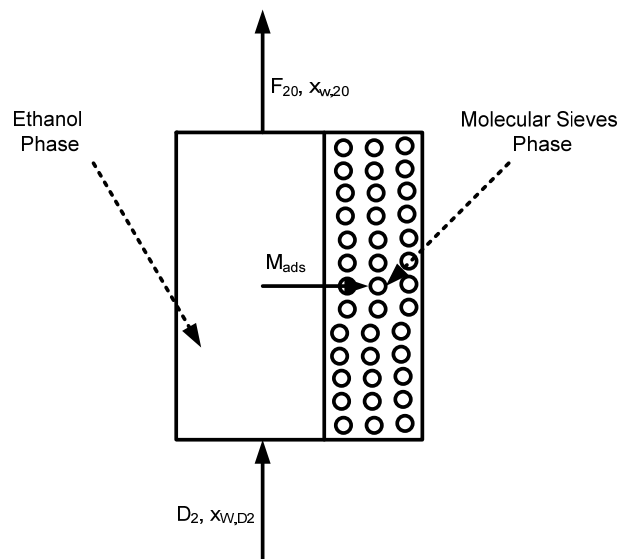 F20, xw,20
Ethanol
Phase
Molecular Sieves
Phase
Mads
D2, xW,D2